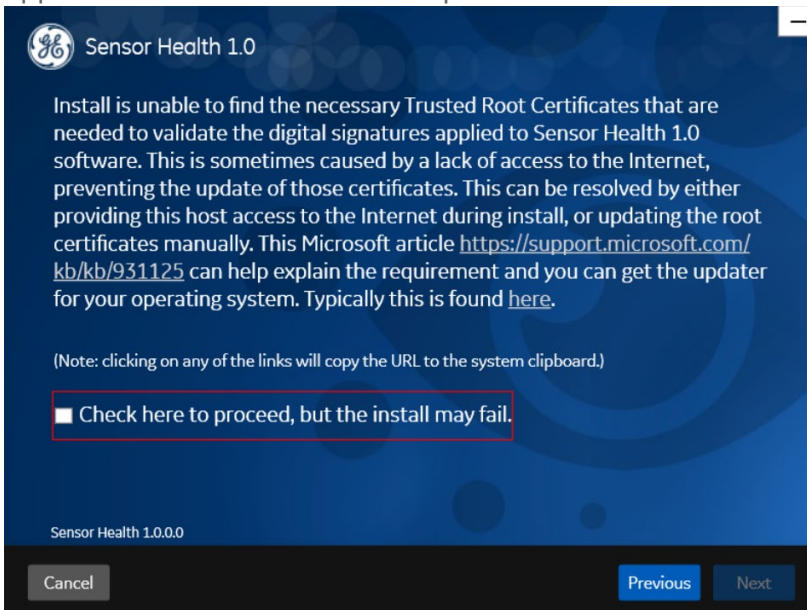 Sensor Health 1.0
Install is unable to find the necessary Trusted Root Certificates that are
needed to validate the digital signatures applied to Sensor Health 1.0
software. This is sometimes caused by a lack of access to the Internet,
preventing the update of those certificates. This can be resolved by either
providing this host access to the Internet during install, or updating the root
certificates manually. This Microsoft article https://support.microsoft.com/
kb/kb/931125 can help explain the requirement and you can get the updater
for your operating system. Typically this is found here.
(Note: clicking on any of the links will copy the URL to the system clipboard.)
Check here to proceed, but the install may fail.
Sensor Health 1.0.0.0
Cancel
Previous
Next